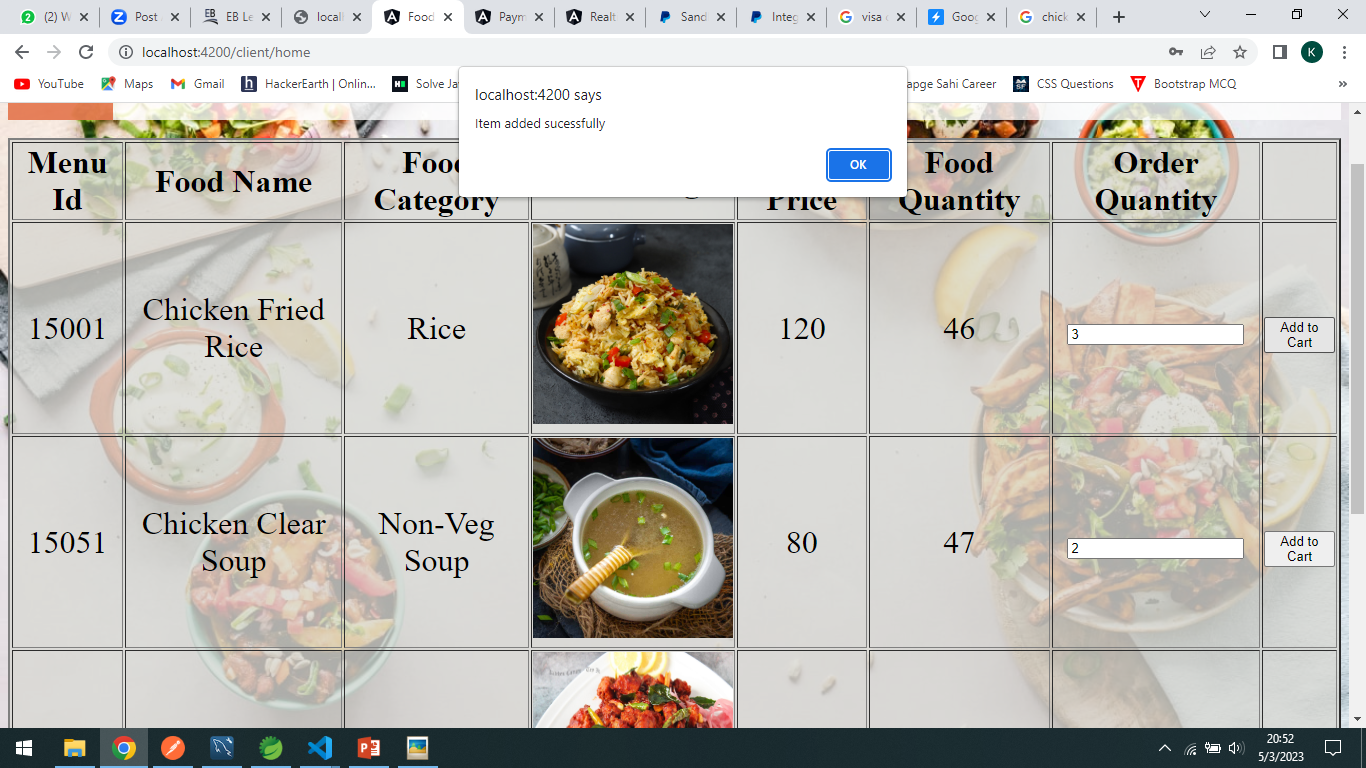 (2) W
Post
EB Le
locall
Food
Paym
Realt
Sand
Integ
visa
Goog
chick
localhost:4200/client/home
K
YouTube
Maps
Gmail
HackerEarth | Onlin...
Solve Ja
apge Sahi Career
CSS Questions
Bootstrap MCQ
»
localhost:4200 says
Item added sucessfully
OK
Menu
Id
Food Name
Food
Category
Price
Food
Quantity
Order
Quantity
15001
Chicken Fried
Rice
Rice
120
46
3
Add to
Cart
15051
Chicken Clear
Soup
Non-Veg
Soup
80
47
2
Add to
Cart
20:52
5/3/2023